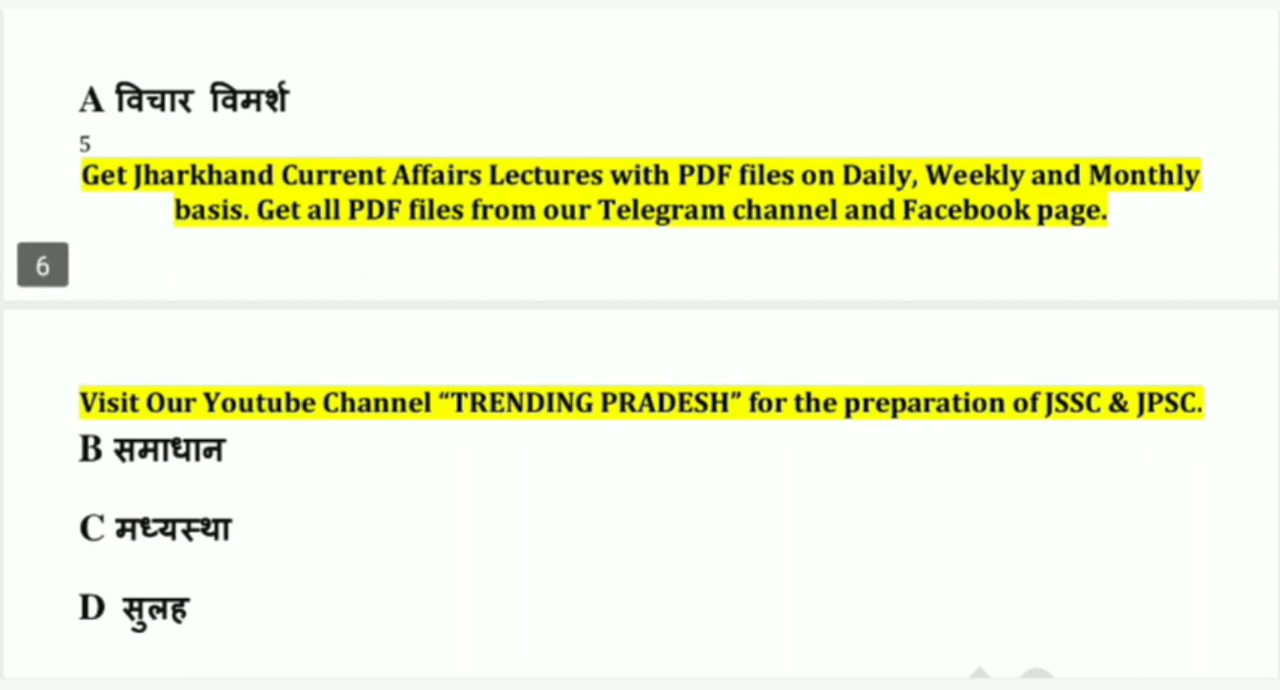 A विचार विमर्श
5
Get Jharkhand Current Affairs Lectures with PDF files on Daily, Weekly and Monthly
basis. Get all PDF files from our Telegram channel and Facebook page.
6
Visit Our Youtube Channel “TRENDING PRADESH” for the preparation of JSSC & JPSC.
B समाधान
C मध्यस्था
D सुलह